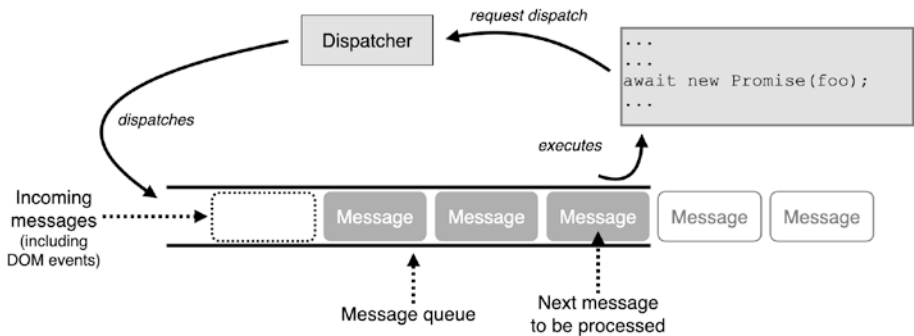 request dispatch
Dispatcher
...
...
await new Promise(foo);
...
dispatches
executes
Incoming
messages
(including
DOM events)
Message
Message
Message
Message
Message
Message queue
Next message
to be processed